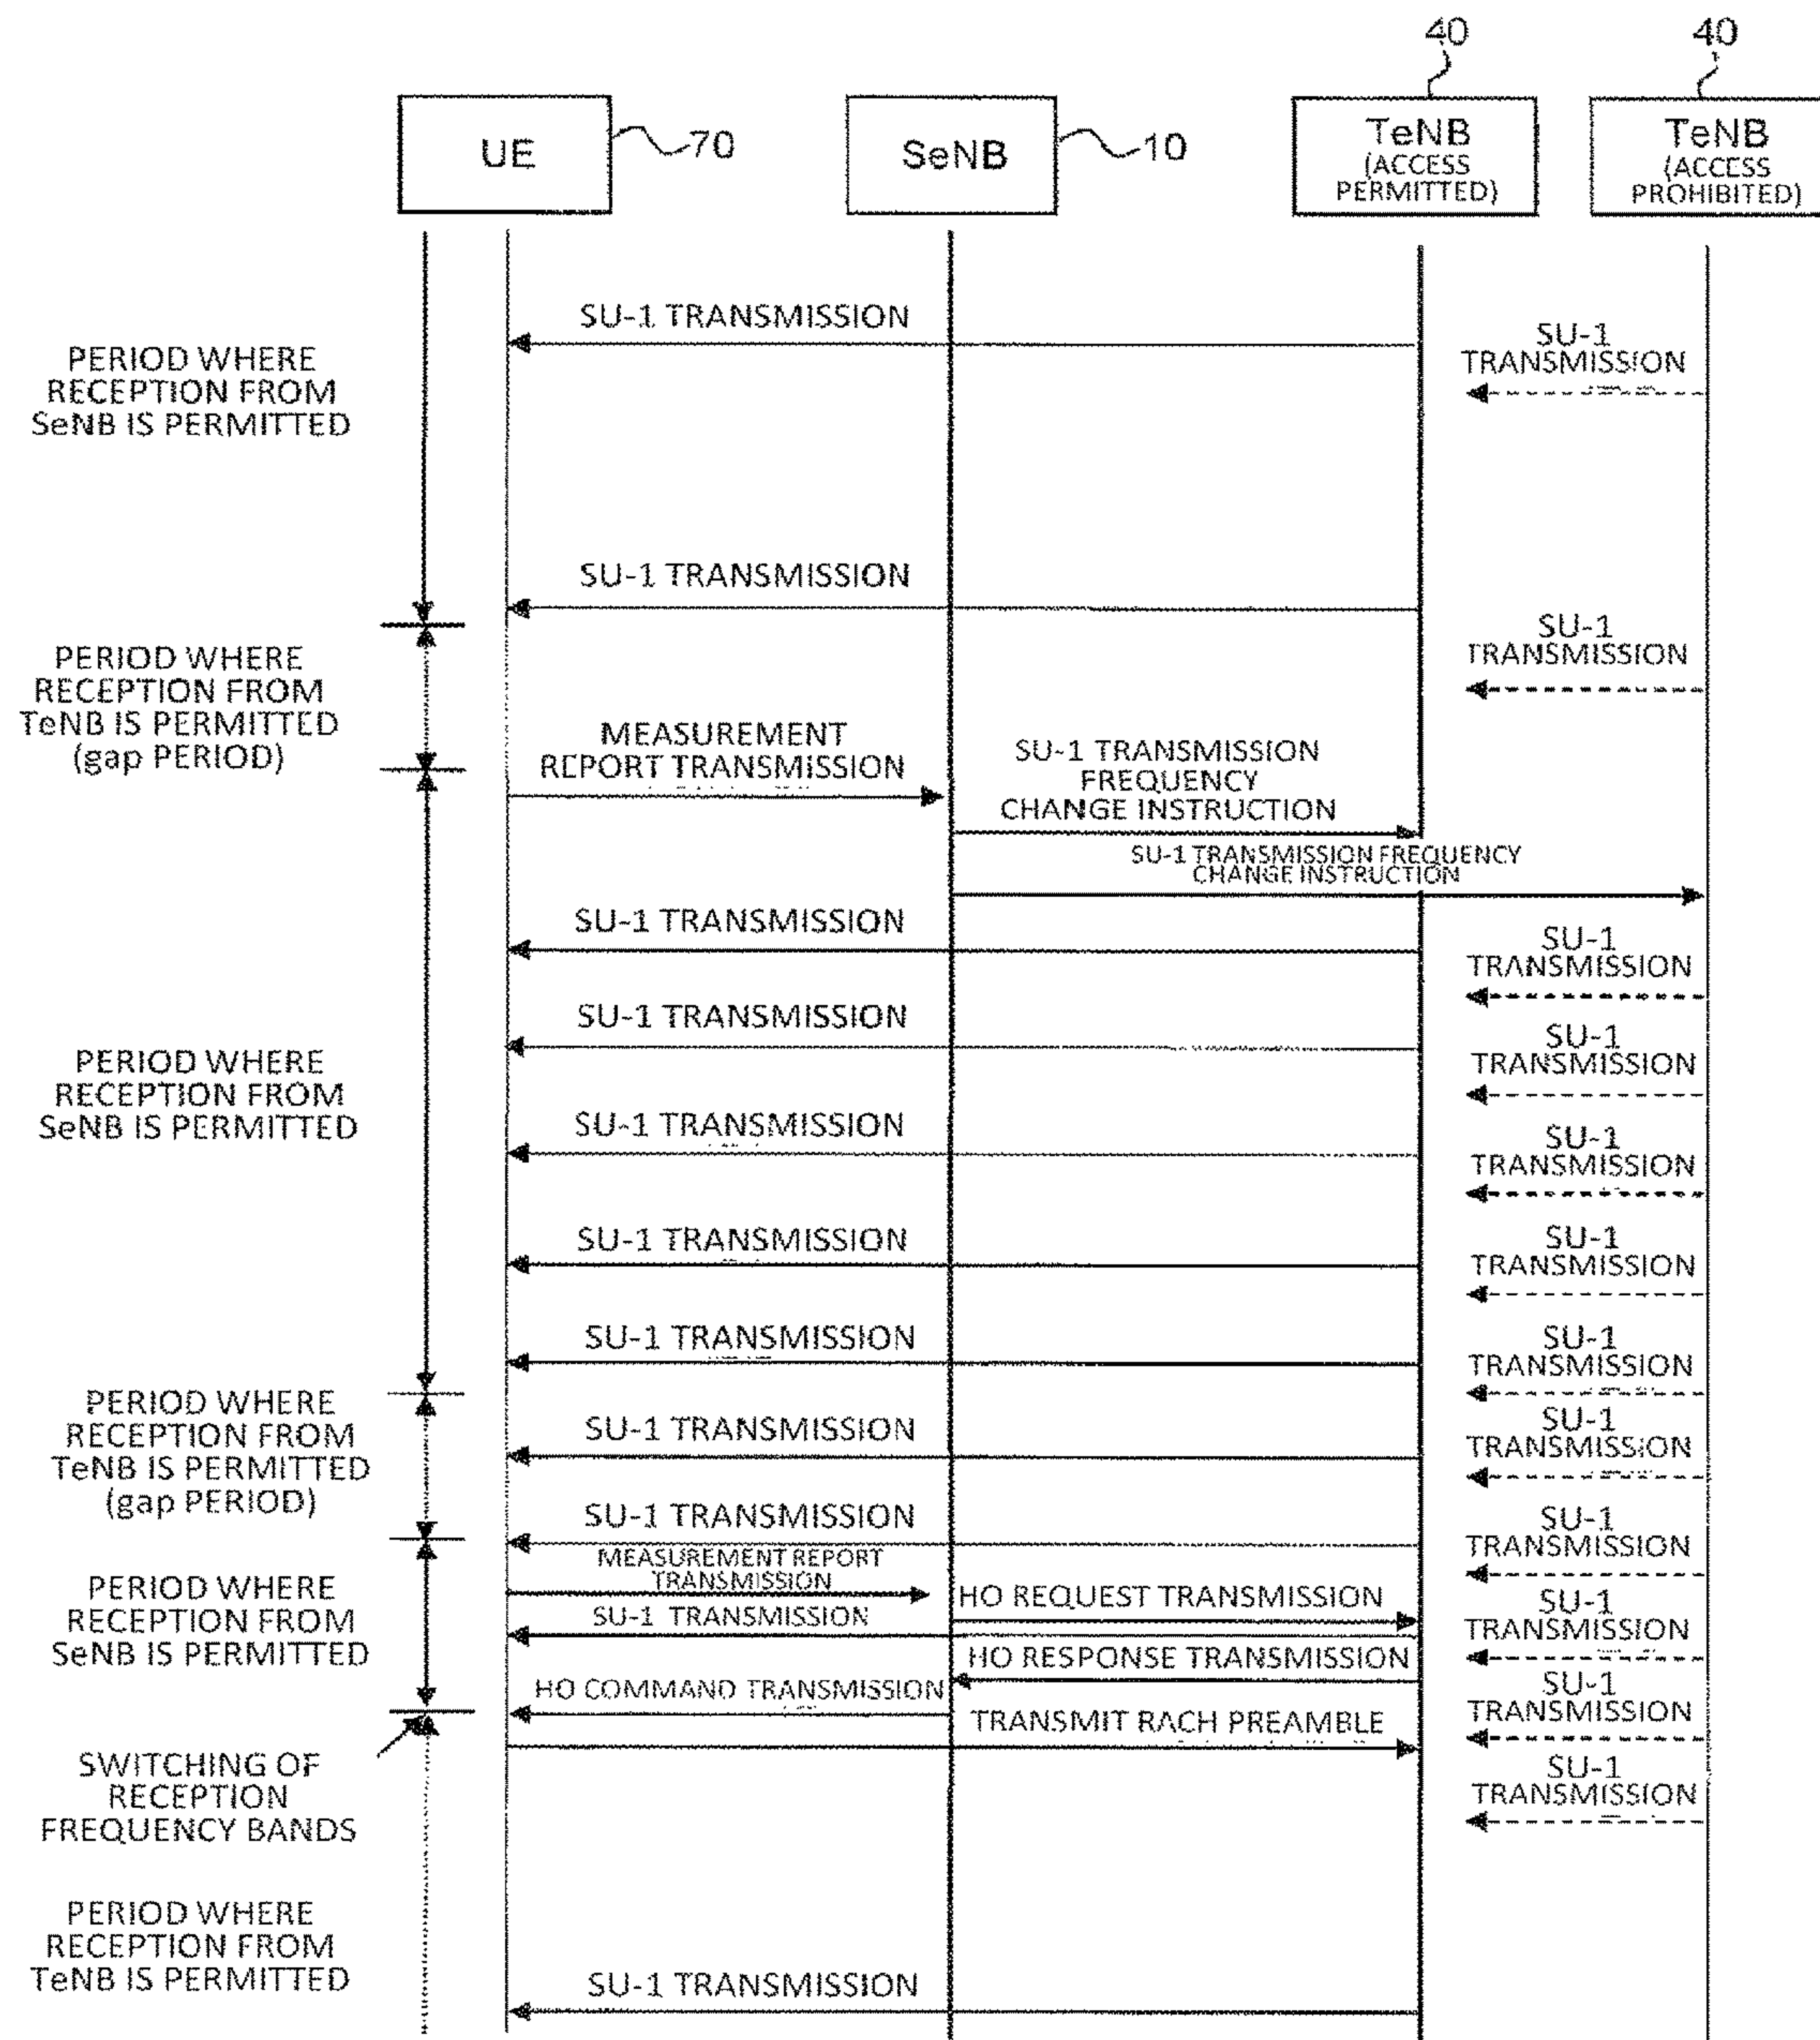 40
40
UE
70
SeNB
10
TeNB
(ACCESS
PERMITTED)
TeNB
(ACCESS
PROHIBITED)
SU-1 TRANSMISSION
SU-1
TRANSMISSION
PERIOD WHERE
RECEPTION FROM
SeNB IS PERMITTED
SU-1 TRANSMISSION
SU-1
TRANSMISSION
PERIOD WHERE
RECEPTION FROM
TeNB IS PERMITTED
(gap PERIOD)
MEASUREMENT
REPORT TRANSMISSION
SU-1 TRANSMISSION
FREQUENCY
CHANGE INSTRUCTION
SU-1 TRANSMISSION FREQUENCY
CHANGE INSTRUCTION
SU-1 TRANSMISSION
SU-1
TRANSMISSION
SU-1 TRANSMISSION
SU-1
TRANSMISSION
PERIOD WHERE
RECEPTION FROM
SeNB IS PERMITTED
SU-1 TRANSMISSION
SU-1
TRANSMISSION
SU-1 TRANSMISSION
SU-1
TRANSMISSION
SU-1 TRANSMISSION
SU-1
TRANSMISSION
PERIOD WHERE
RECEPTION FROM
TeNB IS PERMITTED
(gap PERIOD)
SU-1 TRANSMISSION
SU-1
TRANSMISSION
SU-1 TRANSMISSION
SU-1
TRANSMISSION
MEASUREMENT REPORT
TRANSMISSION
HO REQUEST TRANSMISSION
PERIOD WHERE
RECEPTION FROM
SeNB IS PERMITTED
SU-1 TRANSMISSION
SU-1
TRANSMISSION
HO RESPONSE TRANSMISSION
HO COMMAND TRANSMISSION
SU-1
TRANSMISSION
TRANSMIT RACH PREAMBLE
SWITCHING OF
RECEPTION
FREQUENCY BANDS
SU-1
TRANSMISSION
PERIOD WHERE
RECEPTION FROM
TeNB IS PERMITTED
SU-1 TRANSMISSION